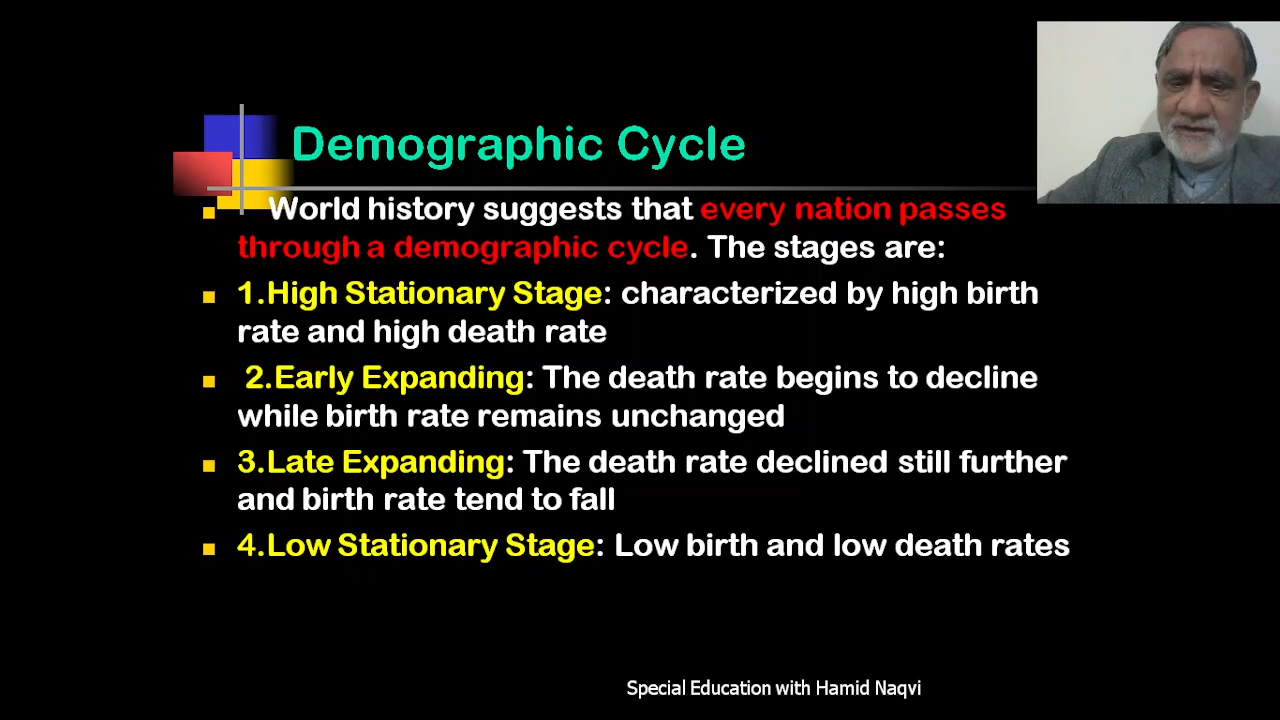 Demographic Cycle
World history suggests that every nation passes
through a demographic cycle. The stages are:
1.High Stationary Stage: characterized by high birth
rate and high death rate
2.Early Expanding: The death rate begins to decline
while birth rate remains unchanged
3.Late Expanding: The death rate declined still further
and birth rate tend to fall
4.Low Stationary Stage: Low birth and low death rates
Special Education with Hamid Naqvi